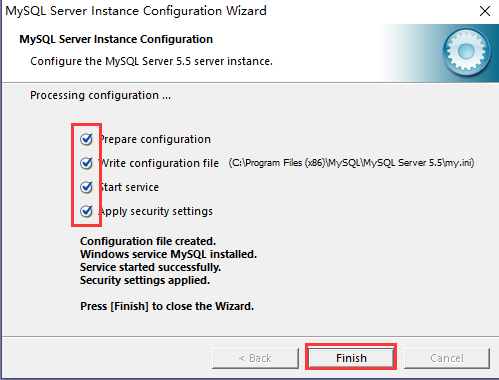 MySQL Server Instance Configuration Wizard
MySQL Server Instance Configuration
Configure the MySQL Server 5.5 server instance.
Processing configuration ...
Prepare configuration
Write configuration file (C:\Program Files (x86)\MySQL\MySQL Server 5.5\my.ini)
Start service
Apply security settings
Configuration file created.
Windows service MySQL installed.
Service started successfully.
Security settings applied.
Press [Finish] to close the Wizard.
< Back Finish Cancel